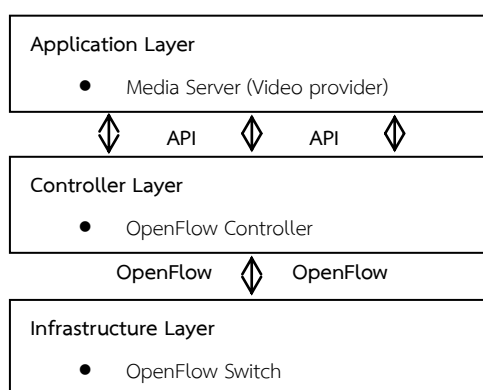 Application Layer
● Media Server (Video provider)
API API
Controller Layer
● OpenFlow Controller
OpenFlow OpenFlow
Infrastructure Layer
● OpenFlow Switch